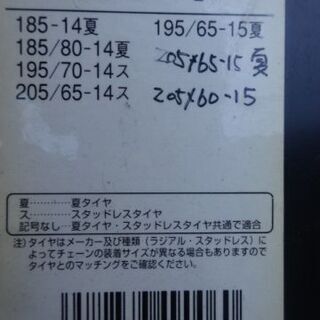 185-14夏 195/65-15夏
185/80-14夏 205×65-15 夏
195/70-14ス 205×60-15
205/65-14ス
夏…………夏タイヤ
ス…………スタッドレスタイヤ
記号なし…夏タイヤ・スタッドレスタイヤ共通で適合
注)タイヤはメーカー及び種類(ラジアル・スタッドレス)に
よってチェーンの装着サイズが異なる場合もありますので
タイヤとのマッチングをご確認ください。